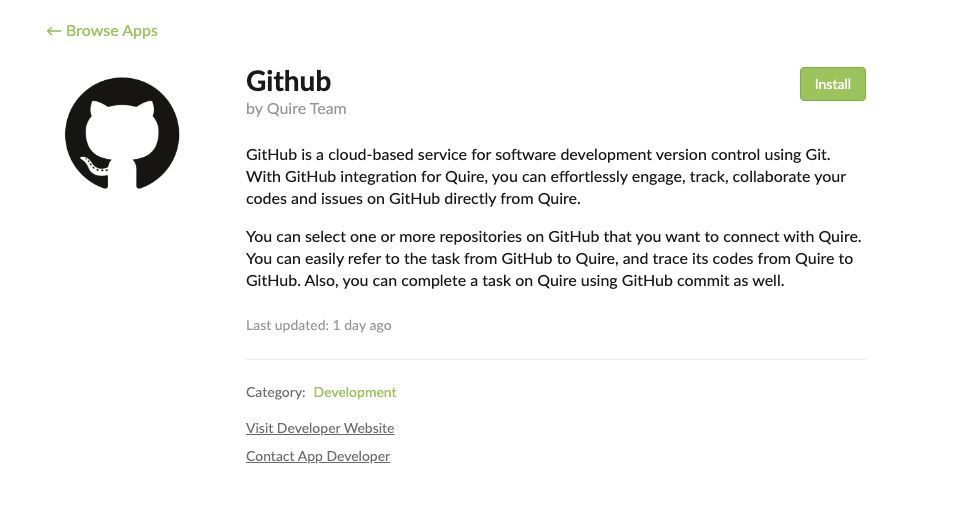 ← Browse Apps
Github
Install
by Quire Team
GitHub is a cloud-based service for software development version control using Git.
With GitHub integration for Quire, you can effortlessly engage, track, collaborate your
codes and issues on GitHub directly from Quire.
You can select one or more repositories on GitHub that you want to connect with Quire.
You can easily refer to the task from GitHub to Quire, and trace its codes from Quire to
GitHub. Also, you can complete a task on Quire using GitHub commit as well.
Last updated: 1 day ago
Category: Development
Visit Developer Website
Contact App Developer